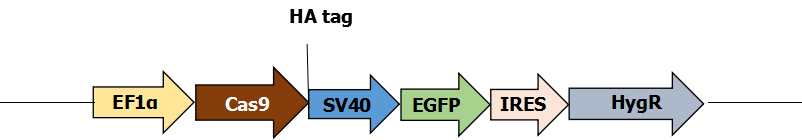 HA tag
EF1α Cas9 SV40 EGFP IRES HygR